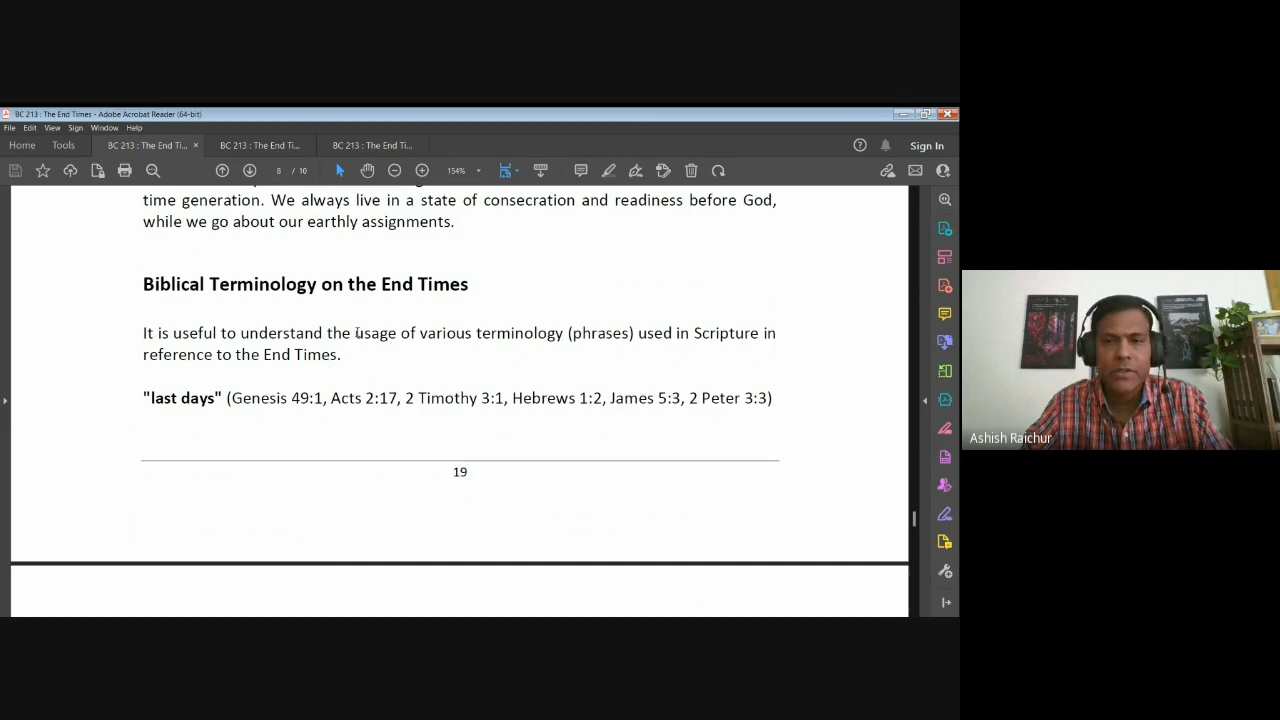 BC 213 : The End Times - Adobe Acrobat Reader (64-bit)
File Edit View Sign Window Help
Home Tools BC 213 : The End Ti... × BC 213 : The End Ti... BC 213 : The End Ti... Sign In
8 / 10 154%
time generation. We always live in a state of consecration and readiness before God,
while we go about our earthly assignments.
Biblical Terminology on the End Times
It is useful to understand the usage of various terminology (phrases) used in Scripture in
reference to the End Times.
"last days" (Genesis 49:1, Acts 2:17, 2 Timothy 3:1, Hebrews 1:2, James 5:3, 2 Peter 3:3)
19
Ashish Raichur